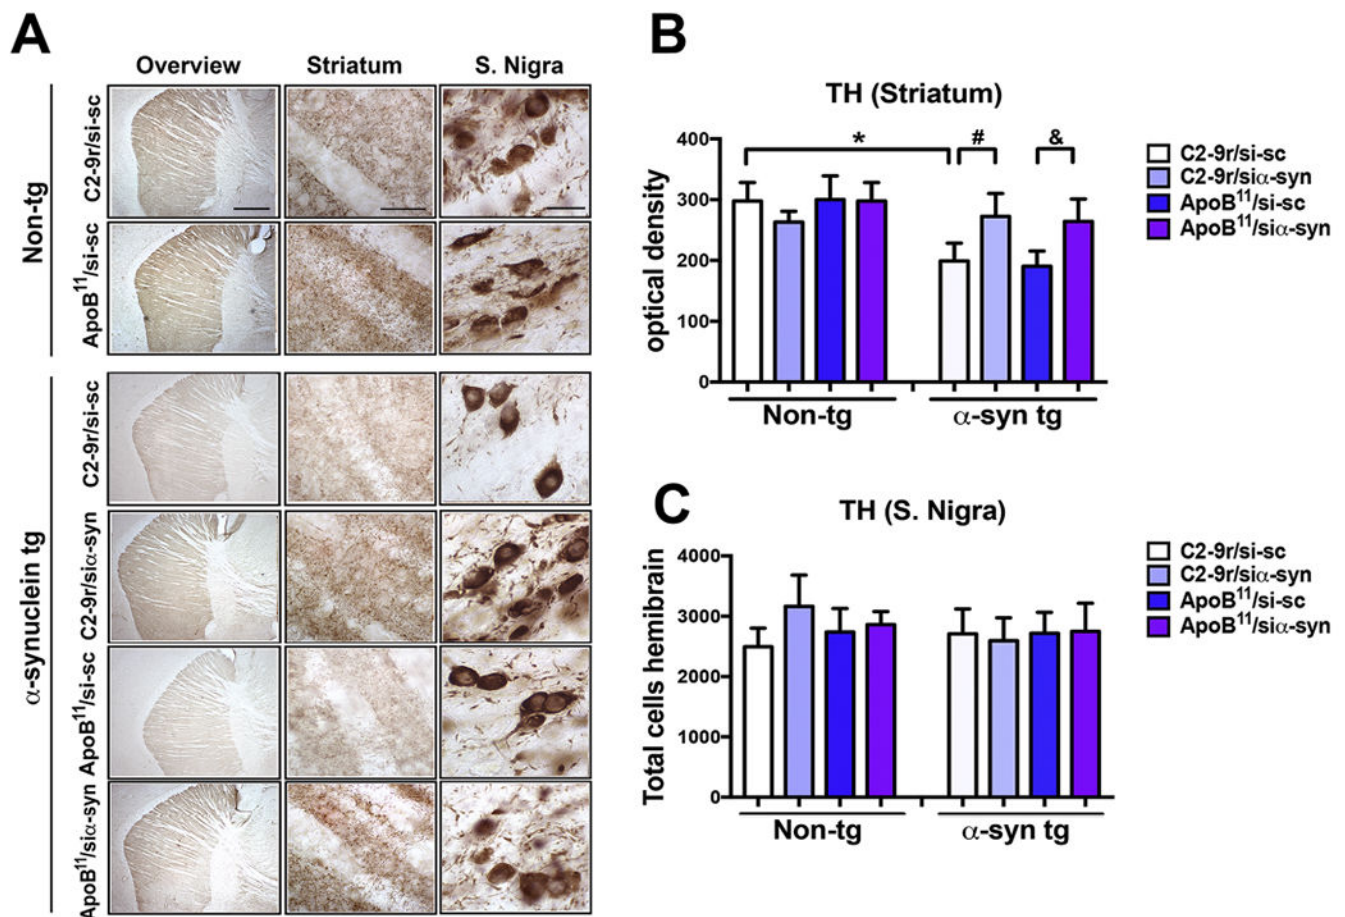 A
Overview Striatum S. Nigra
Non-tg
C2-9r/si-sc
ApoB¹¹/si-sc
α-synuclein tg
C2-9r/si-sc
C2-9r/siα-syn
ApoB¹¹/si-sc
ApoB¹¹/siα-syn
B
TH (Striatum)
optical density
400
300
200
100
0
* # &
Non-tg α-syn tg
C2-9r/si-sc
C2-9r/siα-syn
ApoB¹¹/si-sc
ApoB¹¹/siα-syn
C
TH (S. Nigra)
Total cells hemibrain
4000
3000
2000
1000
0
Non-tg α-syn tg
C2-9r/si-sc
C2-9r/siα-syn
ApoB¹¹/si-sc
ApoB¹¹/siα-syn